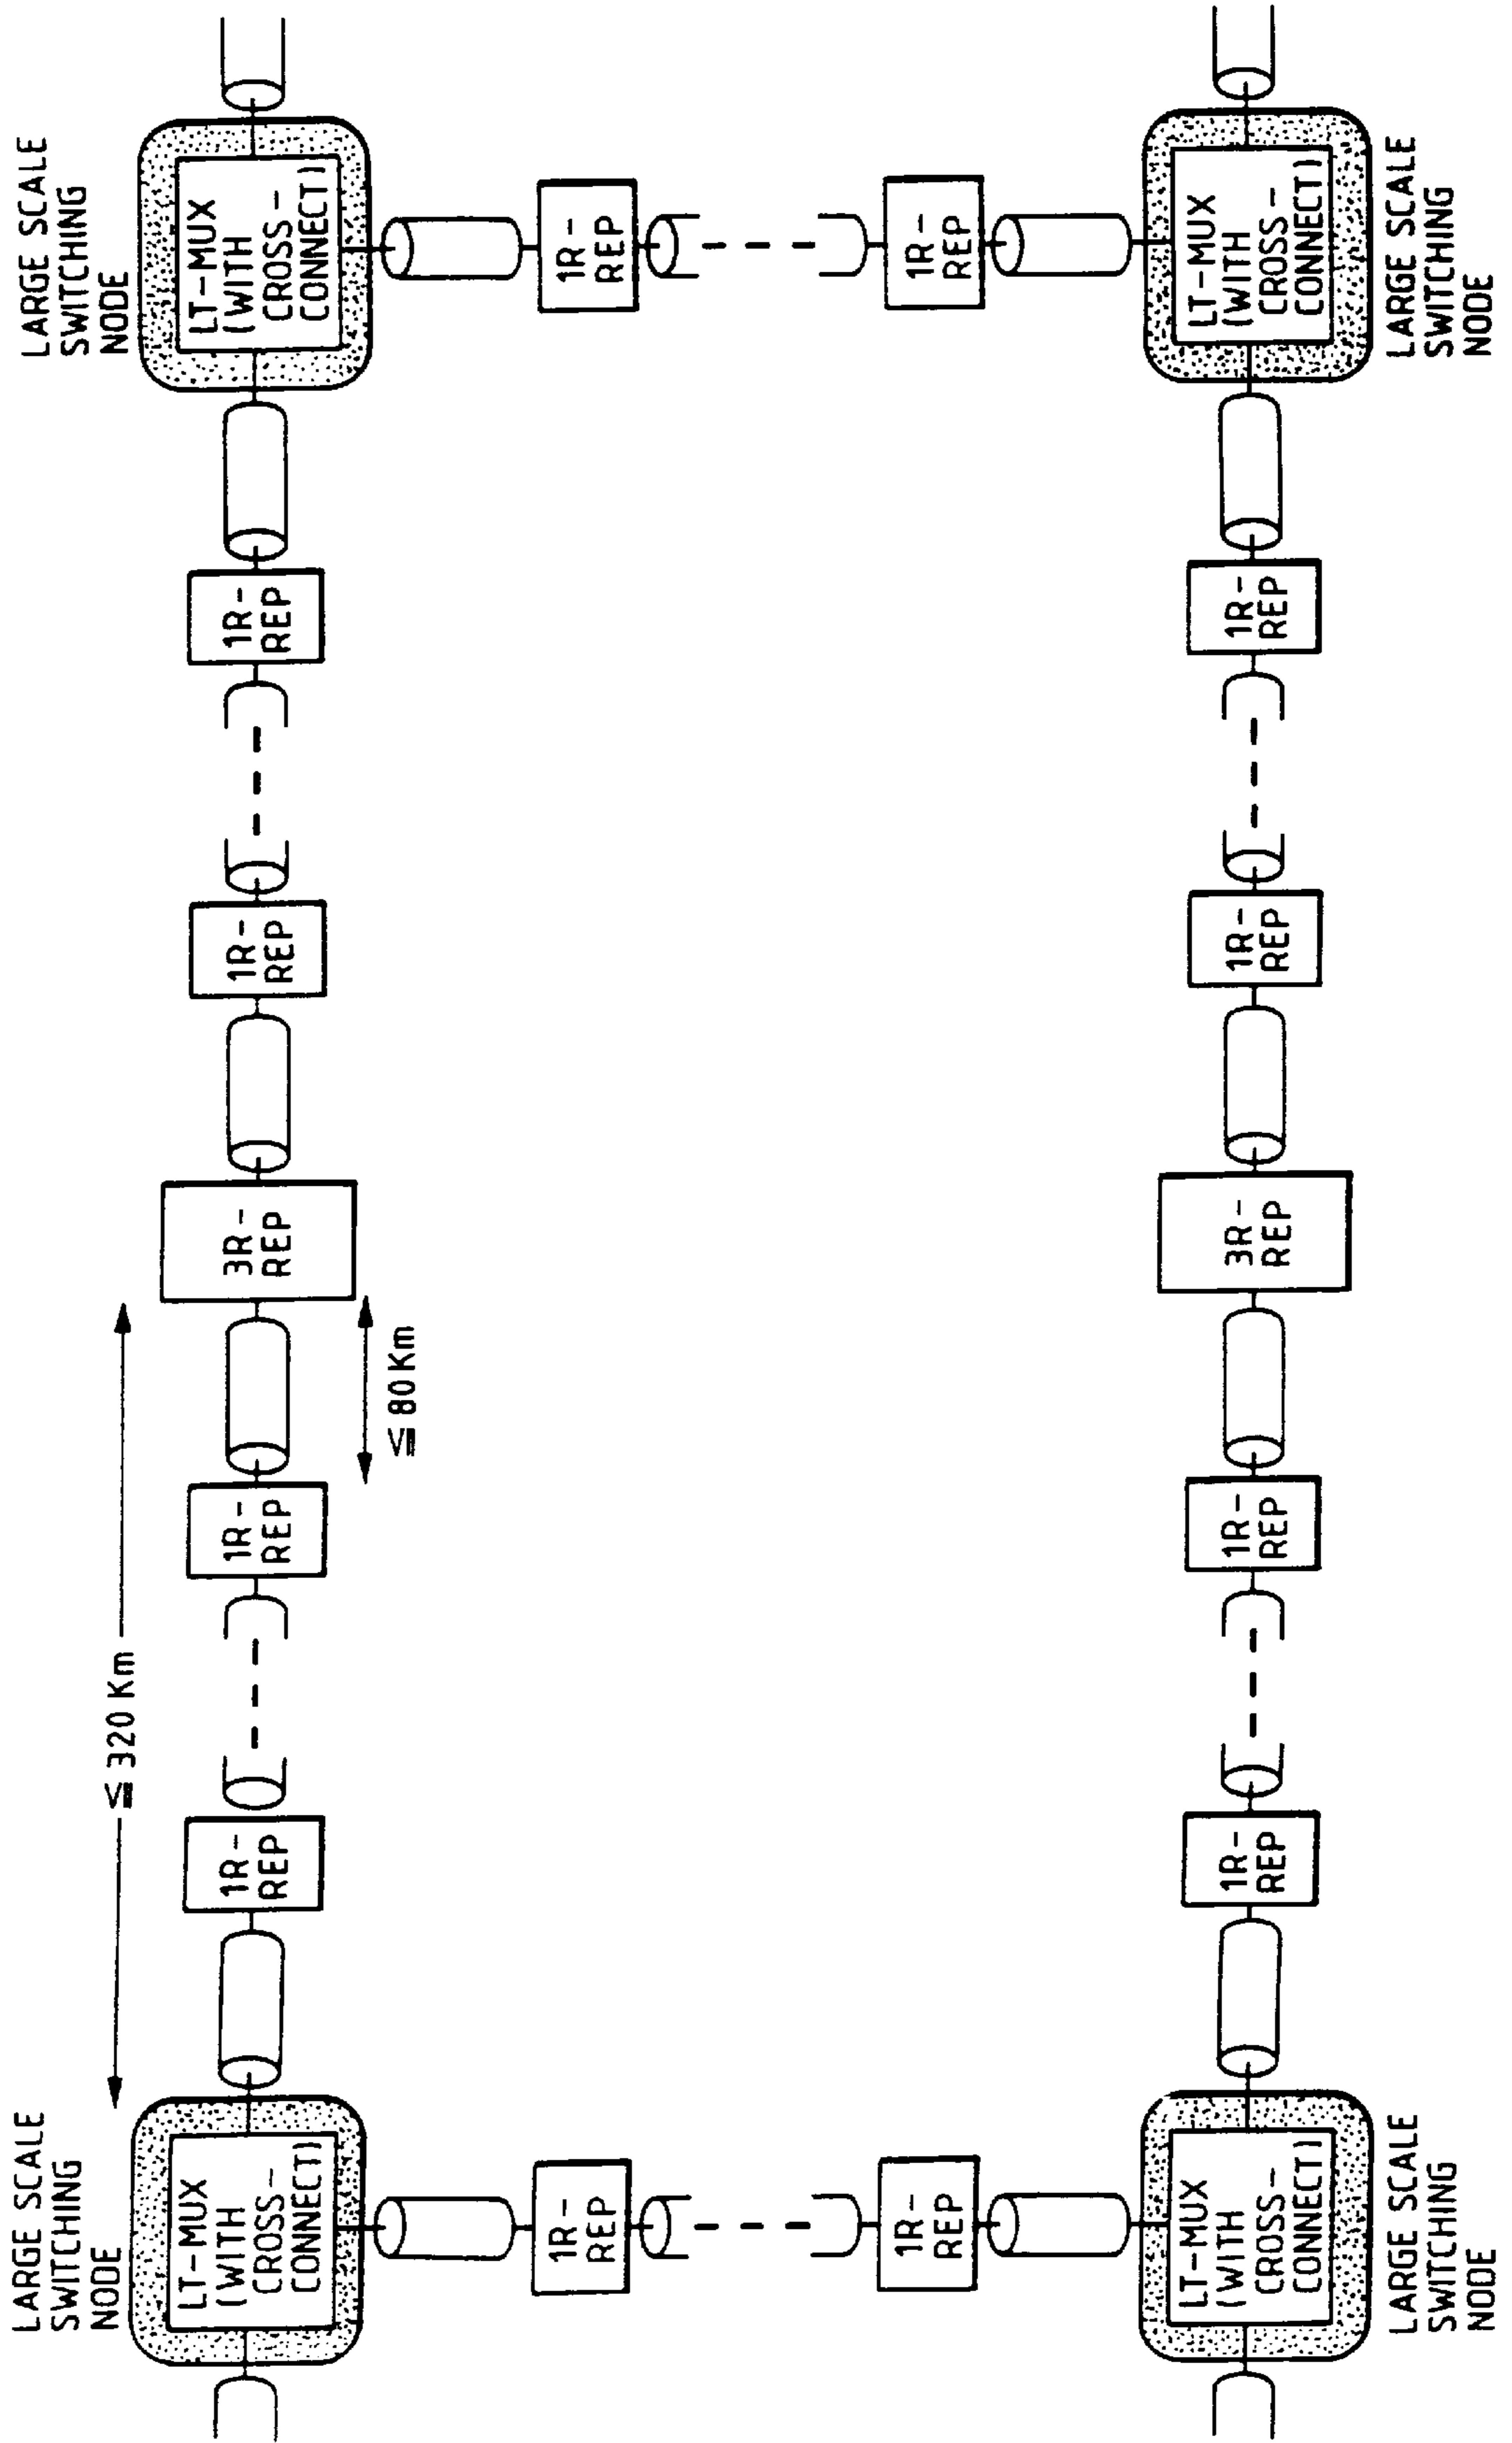 LARGE SCALE
SWITCHING
NODE
≦ 320 Km
LARGE SCALE
SWITCHING
NODE
LT-MUX
(WITH
CROSS-
CONNECT)
1R-
REP
1R-
REP
3R-
REP
1R-
REP
1R-
REP
LT-MUX
(WITH
CROSS-
CONNECT)
≦ 80 Km
1R-
REP
1R-
REP
1R-
REP
1R-
REP
LT-MUX
(WITH
CROSS-
CONNECT)
1R-
REP
1R-
REP
3R-
REP
1R-
REP
1R-
REP
LT-MUX
(WITH
CROSS-
CONNECT)
LARGE SCALE
SWITCHING
NODE
LARGE SCALE
SWITCHING
NODE